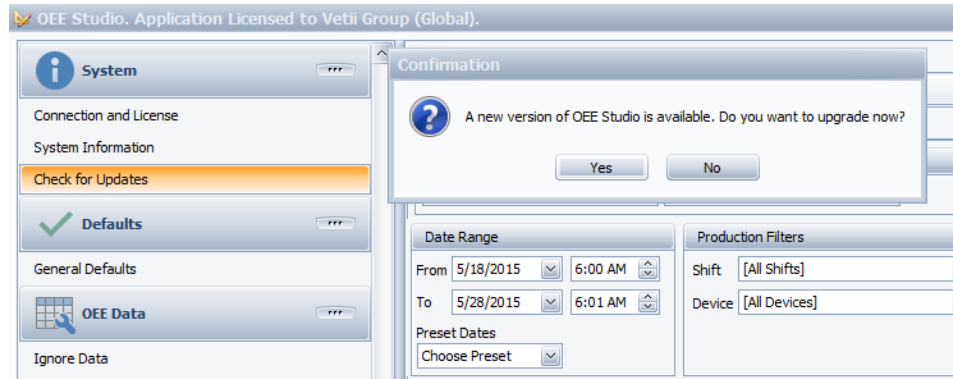 OEE Studio. Application Licensed to Vetii Group (Global).
System
Connection and License
System Information
Check for Updates
Defaults
General Defaults
OEE Data
Ignore Data
Confirmation
A new version of OEE Studio is available. Do you want to upgrade now?
Yes No
Date Range
From 5/18/2015 6:00 AM
To 5/28/2015 6:01 AM
Preset Dates
Choose Preset
Production Filters
Shift [All Shifts]
Device [All Devices]